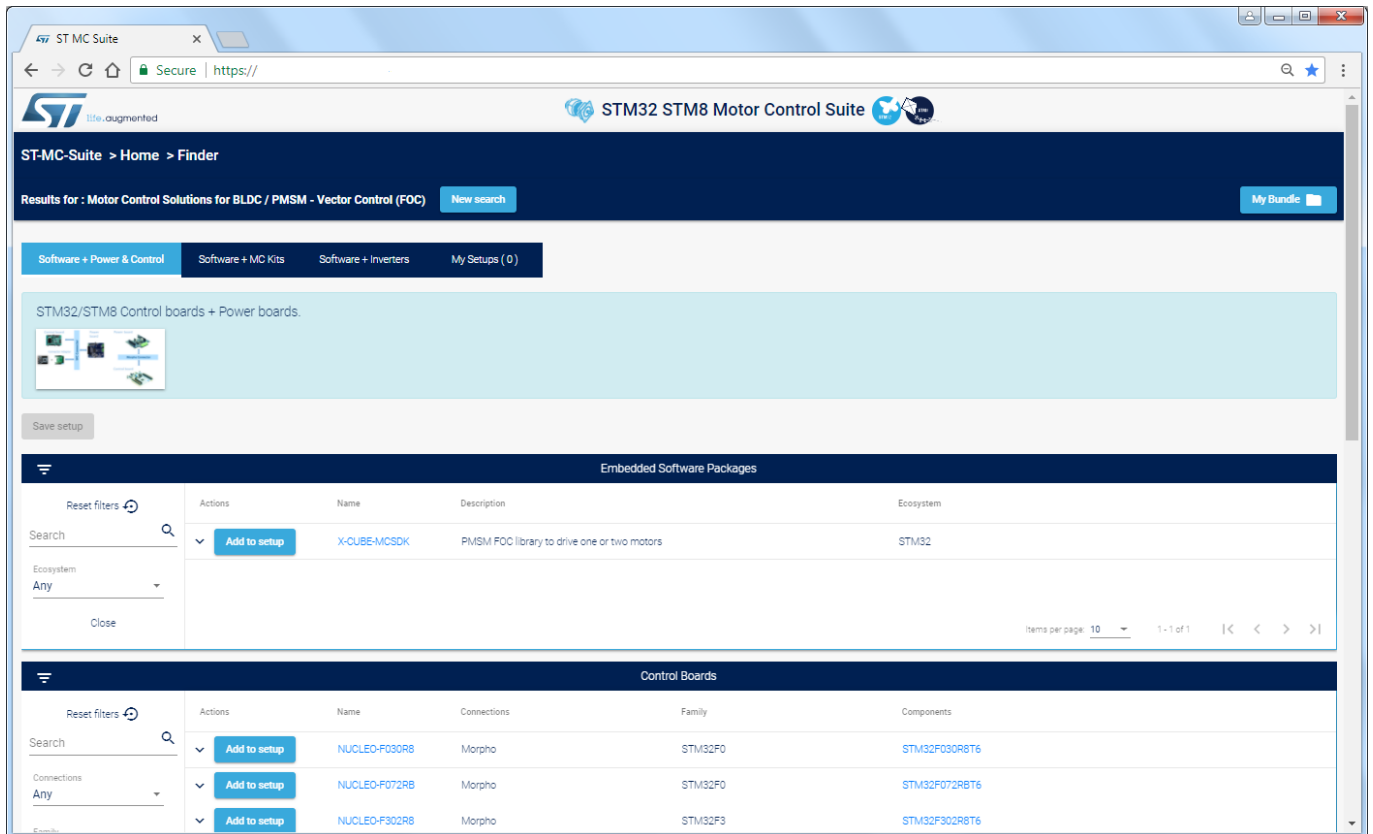 ST MC Suite
Secure | https://
life.augmented
STM32 STM8 Motor Control Suite
ST-MC-Suite > Home > Finder
Results for : Motor Control Solutions for BLDC / PMSM - Vector Control (FOC) New search My Bundle
Software + Power & Control Software + MC Kits Software + Inverters My Setups ( 0 )
STM32/STM8 Control boards + Power boards.
Save setup
Embedded Software Packages
Reset filters Actions Name Description Ecosystem
Search
Add to setup X-CUBE-MCSDK PMSM FOC library to drive one or two motors STM32
Ecosystem
Any
Close
Items per page: 10 1 - 1 of 1
Control Boards
Reset filters Actions Name Connections Family Components
Search
Add to setup NUCLEO-F030R8 Morpho STM32F0 STM32F030R8T6
Connections
Any
Add to setup NUCLEO-F072RB Morpho STM32F0 STM32F072RBT6
Add to setup NUCLEO-F302R8 Morpho STM32F3 STM32F302R8T6
Family